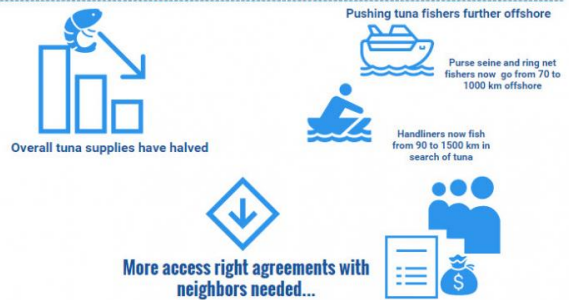 Pushing tuna fishers further offshore
Purse seine and ring net
fishers now go from 70 to
1000 km offshore
Overall tuna supplies have halved
Handliners now fish
from 90 to 1500 km in
search of tuna
More access right agreements with
neighbors needed...
$